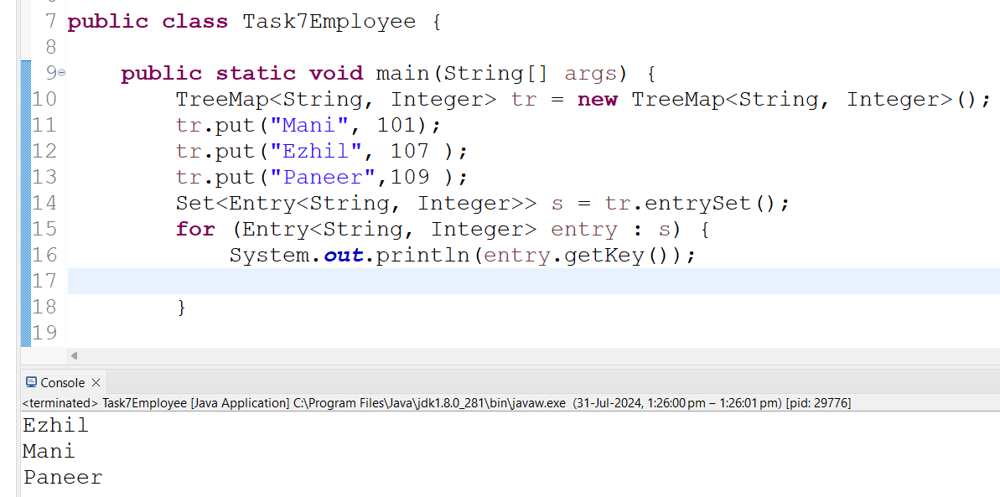 7 public class Task7Employee {
8
9 public static void main(String[] args) {
10 TreeMap<String, Integer> tr = new TreeMap<String, Integer>();
11 tr.put("Mani", 101);
12 tr.put("Ezhil", 107 );
13 tr.put("Paneer",109 );
14 Set<Entry<String, Integer>> s = tr.entrySet();
15 for (Entry<String, Integer> entry : s) {
16 System.out.println(entry.getKey());
17
18 }
19
Console
<terminated> Task7Employee [Java Application] C:\Program Files\Java\jdk1.8.0_281\bin\javaw.exe (31-Jul-2024, 1:26:00 pm – 1:26:01 pm) [pid: 29776]
Ezhil
Mani
Paneer